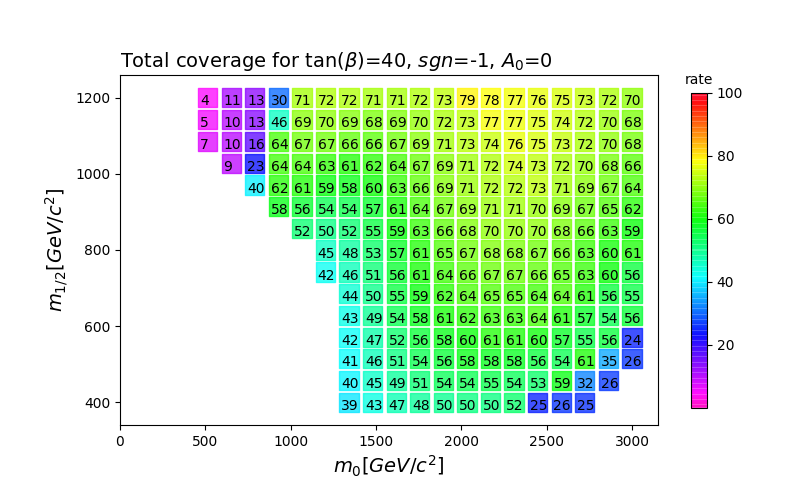 Total coverage for tan(β)=40, sgn=-1, A₀=0
rate
1200 4 11 13 30 71 72 72 71 71 72 73 79 78 77 76 75 73 72 70 100
5 10 13 46 69 70 69 68 69 70 72 73 77 77 75 74 72 70 68
7 10 16 64 67 67 66 66 67 69 71 73 74 76 75 73 72 70 68
1000 9 23 64 64 63 61 62 64 67 69 71 72 74 73 72 70 68 66 80
40 62 61 59 58 60 63 66 69 71 72 72 73 71 69 67 64
58 56 54 54 57 61 64 67 69 71 71 70 69 67 65 62
800 52 50 52 55 59 63 66 68 70 70 70 68 66 63 59 60
45 48 53 57 61 65 67 68 68 67 66 63 60 61
42 46 51 56 61 64 66 67 67 66 65 63 60 56
44 50 55 59 62 64 65 65 64 64 61 56 55 40
600 43 49 54 58 61 62 63 63 64 61 57 54 56
42 47 52 56 58 60 61 61 60 57 55 56 24
41 46 51 54 56 58 58 58 56 54 61 35 26 20
40 45 49 51 54 54 55 54 53 59 32 26
400 39 43 47 48 50 50 50 52 25 26 25
m₁/₂[GeV/c²]
0 500 1000 1500 2000 2500 3000
m₀[GeV/c²]